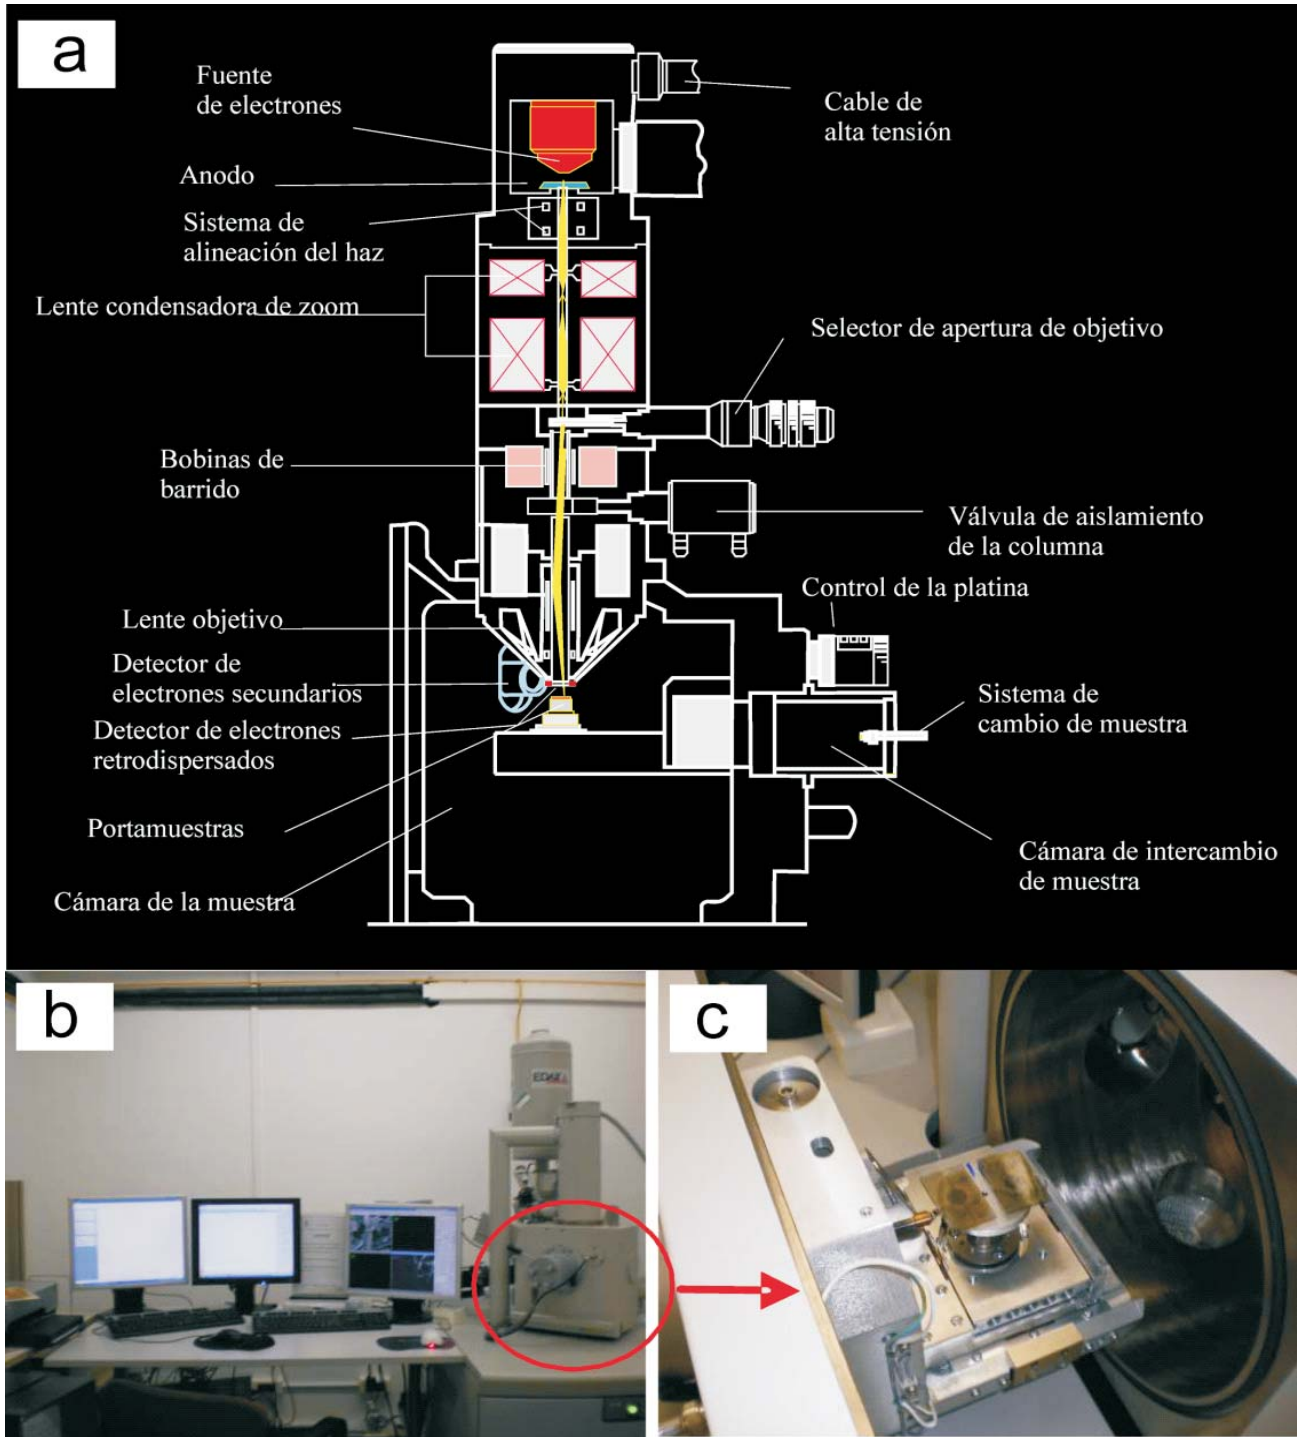 a
Fuente
de electrones
Cable de
alta tensión
Anodo
Sistema de
alineación del haz
Lente condensadora de zoom
Selector de apertura de objetivo
Bobinas de
barrido
Válvula de aislamiento
de la columna
Control de la platina
Lente objetivo
Detector de
electrones secundarios
Sistema de
cambio de muestra
Detector de electrones
retrodispersados
Portamuestras
Cámara de intercambio
de muestra
Cámara de la muestra
b
EDAX
c